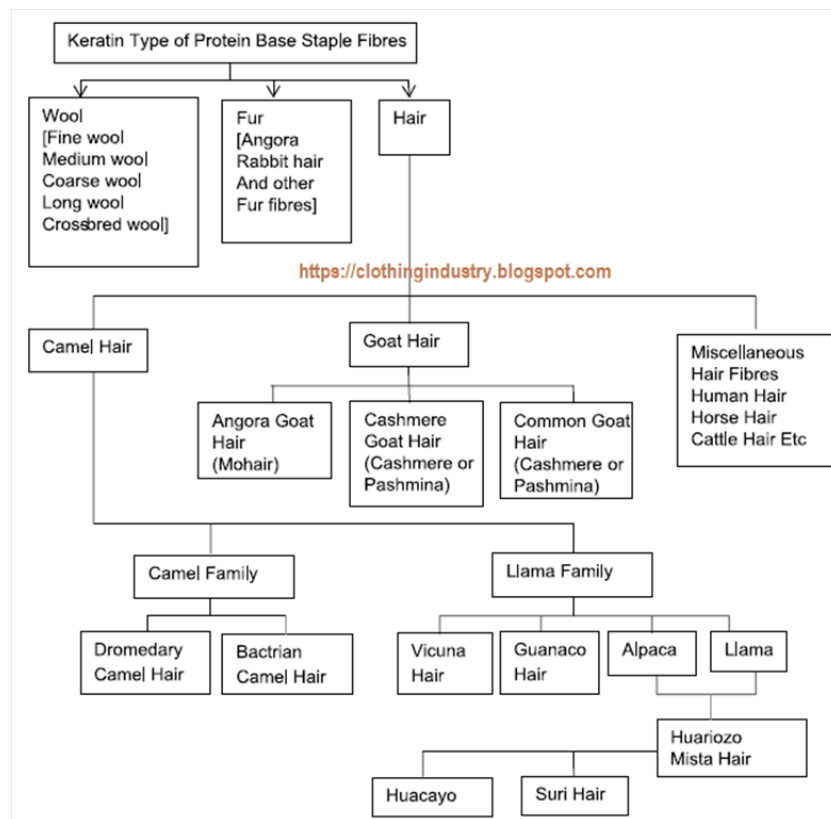 Keratin Type of Protein Base Staple Fibres
Wool
[Fine wool
Medium wool
Coarse wool
Long wool
Crossbred wool]
Fur
[Angora
Rabbit hair
And other
Fur fibres]
Hair
https://clothingindustry.blogspot.com
Camel Hair
Goat Hair
Miscellaneous
Hair Fibres
Human Hair
Horse Hair
Cattle Hair Etc
Angora Goat
Hair
(Mohair)
Cashmere
Goat Hair
(Cashmere or
Pashmina)
Common Goat
Hair
(Cashmere or
Pashmina)
Camel Family
Llama Family
Dromedary
Camel Hair
Bactrian
Camel Hair
Vicuna
Hair
Guanaco
Hair
Alpaca
Llama
Huariozo
Mista Hair
Huacayo
Suri Hair